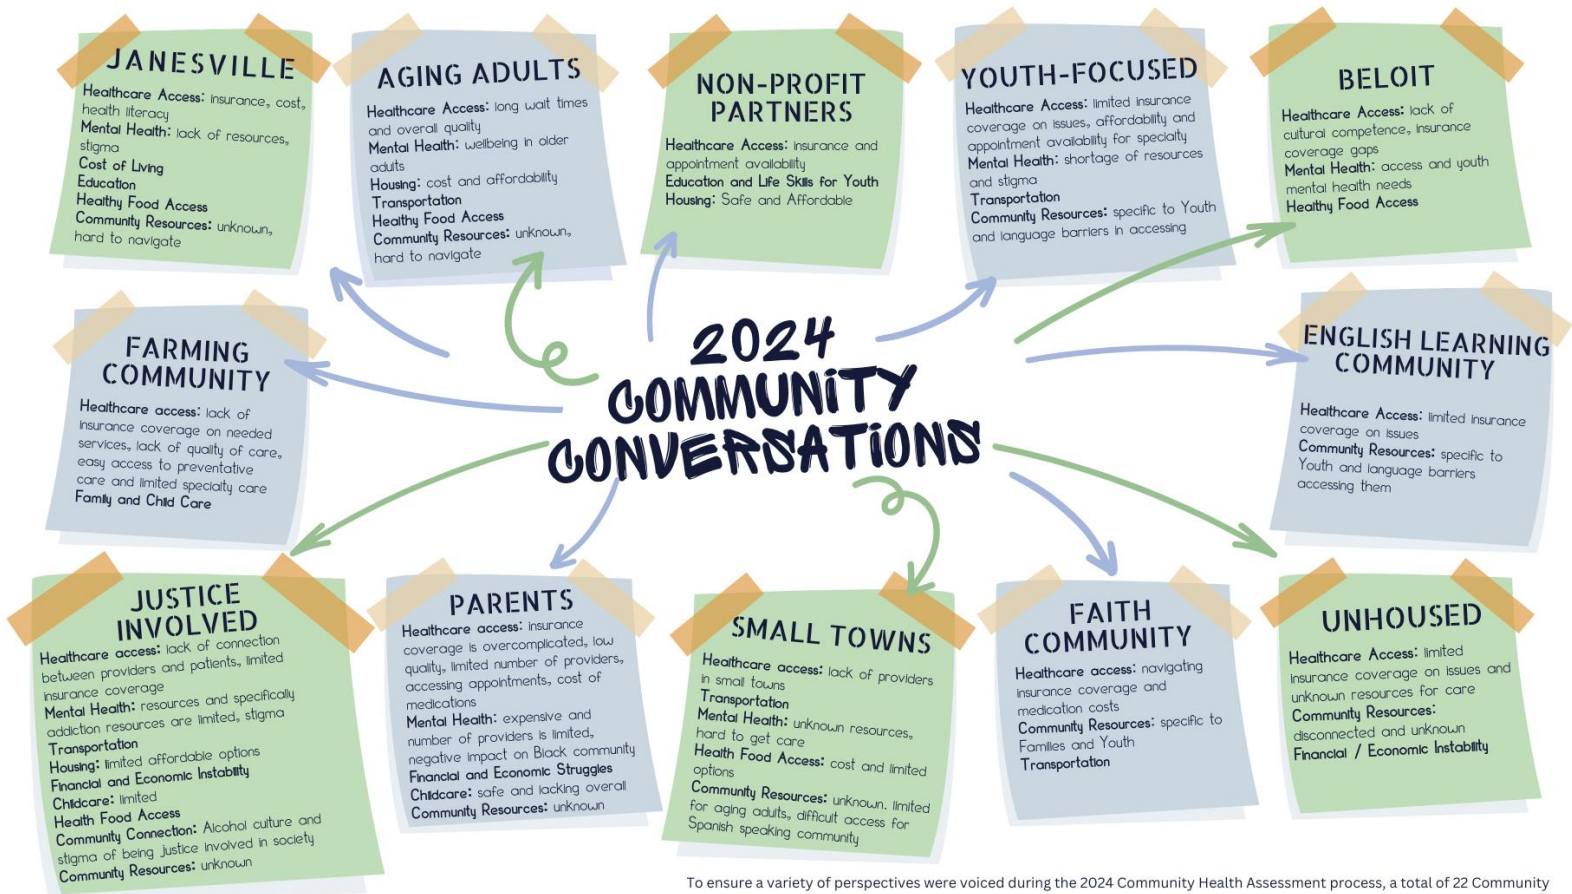 JANESVILLE
Healthcare Access: insurance, cost,
health literacy
Mental Health: lack of resources,
stigma
Cost of Living
Education
Healthy Food Access
Community Resources: unknown,
hard to navigate
AGING ADULTS
Healthcare Access: long wait times
and overall quality
Mental Health: wellbeing in older
adults
Housing: cost and affordability
Transportation
Healthy Food Access
Community Resources: unknown,
hard to navigate
NON-PROFIT
PARTNERS
Healthcare Access: insurance and
appointment availability
Education and Life Skills for Youth
Housing: Safe and Affordable
YOUTH-FOCUSED
Healthcare Access: limited insurance
coverage on issues, affordability and
appointment availability for specialty
Mental Health: shortage of resources
and stigma
Transportation
Community Resources: specific to Youth
and language barriers in accessing
BELOIT
Healthcare Access: lack of
cultural competence, insurance
coverage gaps
Mental Health: access and youth
mental health needs
Healthy Food Access
FARMING
COMMUNITY
Healthcare access: lack of
insurance coverage on needed
services, lack of quality of care,
easy access to preventative
care and limited specialty care
Family and Child Care
2024
COMMUNITY
CONVERSATIONS
ENGLISH LEARNING
COMMUNITY
Healthcare Access: limited insurance
coverage on issues
Community Resources: specific to
Youth and language barriers
accessing them
JUSTICE
INVOLVED
Healthcare access: lack of connection
between providers and patients, limited
insurance coverage
Mental Health: resources and specifically
addiction resources are limited, stigma
Transportation
Housing: limited affordable options
Financial and Economic Instability
Childcare: limited
Health Food Access
Community Connection: Alcohol culture and
stigma of being justice involved in society
Community Resources: unknown
PARENTS
Healthcare access: insurance
coverage is overcomplicated, low
quality, limited number of providers,
accessing appointments, cost of
medications
Mental Health: expensive and
number of providers is limited,
negative impact on Black community
Financial and Economic Struggles
Childcare: safe and lacking overall
Community Resources: unknown
SMALL TOWNS
Healthcare access: lack of providers
in small towns
Transportation
Mental Health: unknown resources,
hard to get care
Health Food Access: cost and limited
options
Community Resources: unknown. limited
for aging adults, difficult access for
Spanish speaking community
FAITH
COMMUNITY
Healthcare access: navigating
insurance coverage and
medication costs
Community Resources: specific to
Families and Youth
Transportation
UNHOUSED
Healthcare Access: limited
insurance coverage on issues and
unknown resources for care
Community Resources:
disconnected and unknown
Financial / Economic Instability
To ensure a variety of perspectives were voiced during the 2024 Community Health Assessment process, a total of 22 Community